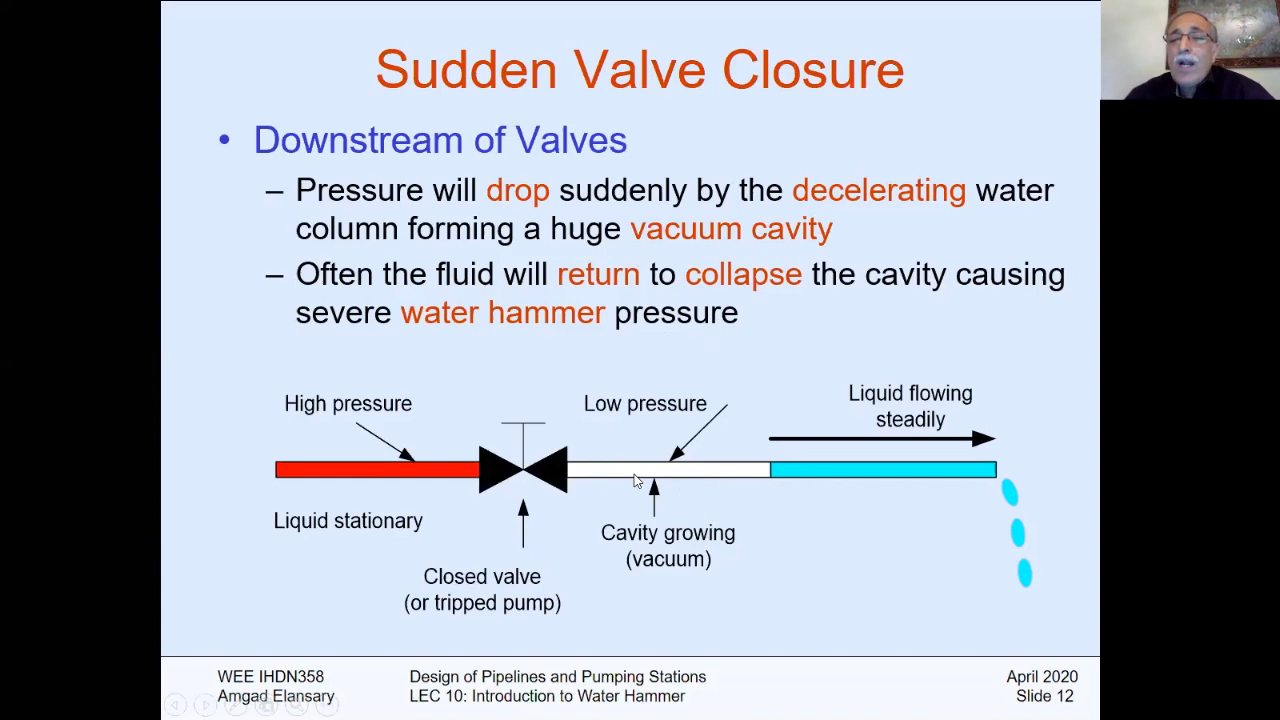 Sudden Valve Closure
• Downstream of Valves
– Pressure will drop suddenly by the decelerating water
column forming a huge vacuum cavity
– Often the fluid will return to collapse the cavity causing
severe water hammer pressure
High pressure
Low pressure
Liquid flowing
steadily
Liquid stationary
Cavity growing
(vacuum)
Closed valve
(or tripped pump)
WEE IHDN358
Amgad Elansary
Design of Pipelines and Pumping Stations
LEC 10: Introduction to Water Hammer
April 2020
Slide 12